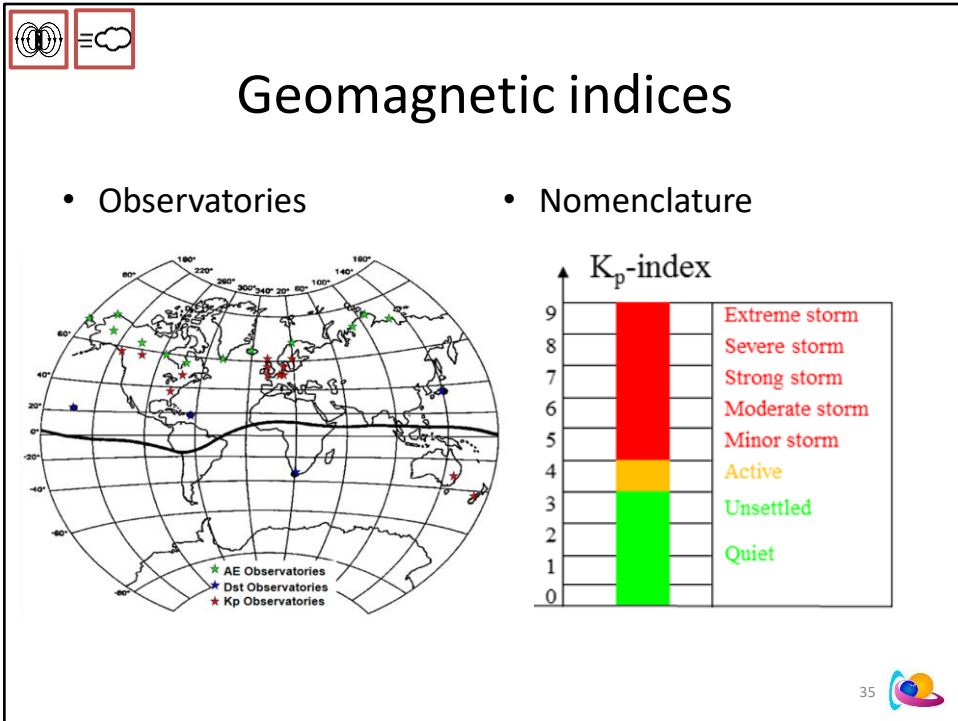 Geomagnetic indices
• Observatories
• Nomenclature
180°
160°
220°
140°
80°
260°
300°
340°
20°
60°
100°
60°
40°
20°
0°
-20°
-40°
-60°
-80°
AE Observatories
Dst Observatories
Kp Observatories
Kp-index
9 Extreme storm
8 Severe storm
7 Strong storm
6 Moderate storm
5 Minor storm
4 Active
3 Unsettled
2
Quiet
1
0
35